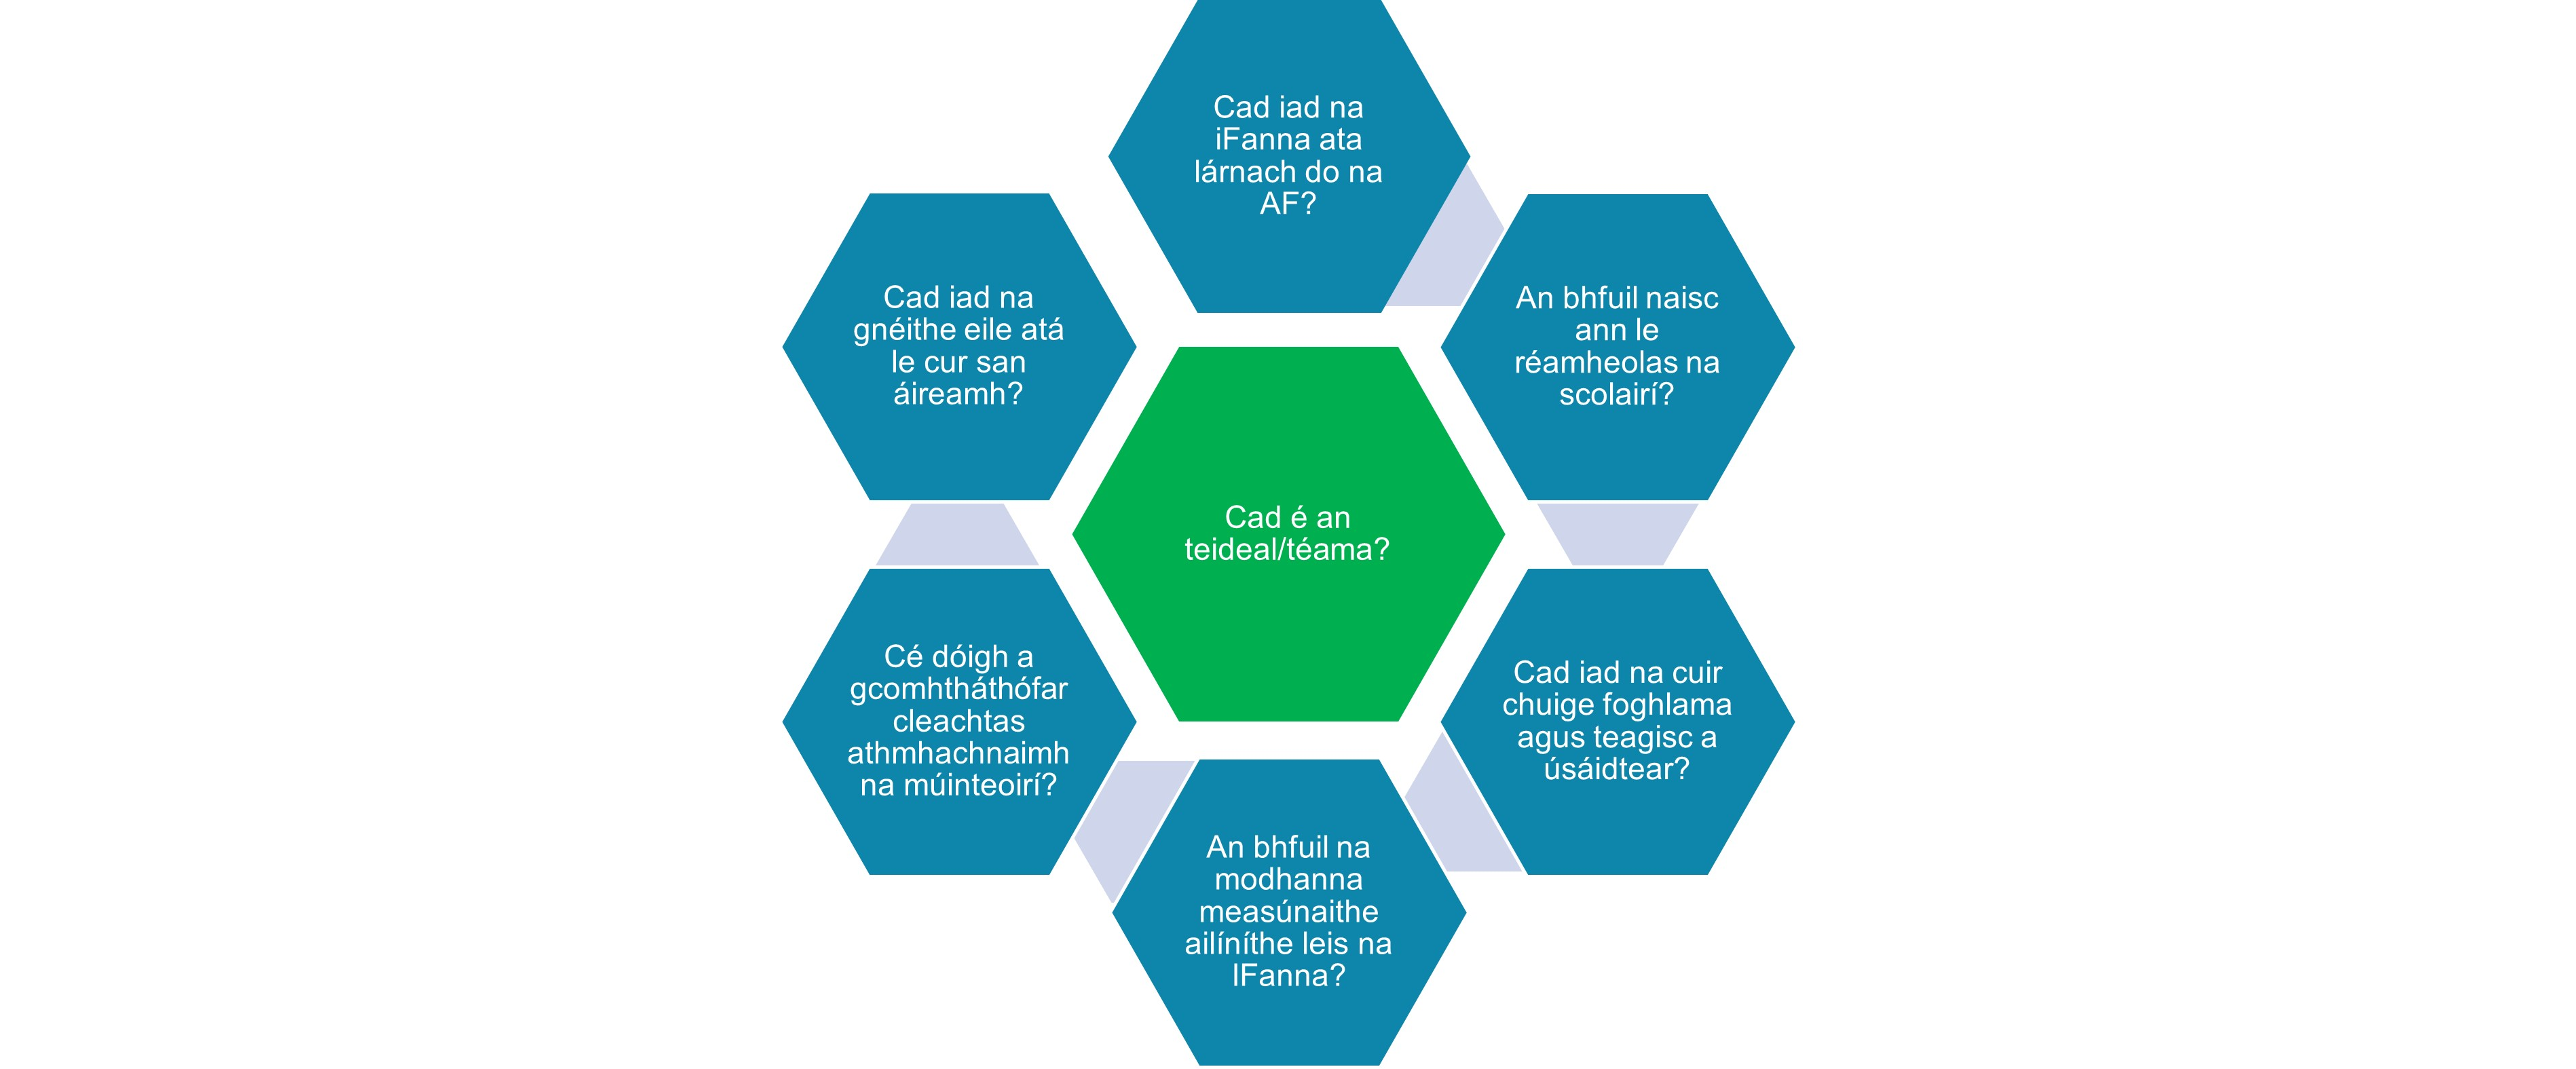 Cad iad na
iFanna ata
lárnach do na
AF?
An bhfuil naisc
ann le
réamheolas na
scolairí?
Cad iad na cuir
chuige foghlama
agus teagisc a
úsáidtear?
An bhfuil na
modhanna
measúnaithe
ailíníthe leis na
IFanna?
Cé dóigh a
gcomhtháthófar
cleachtas
athmhachnaimh
na múinteoirí?
Cad iad na
gnéithe eile atá
le cur san
áireamh?
Cad é an
teideal/téama?